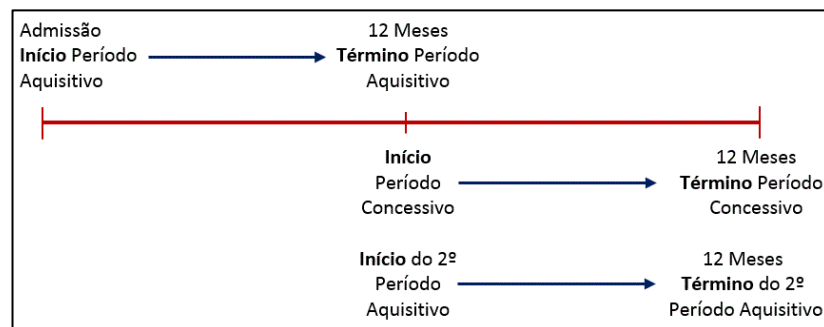 Admissão
Início Período
Aquisitivo
12 Meses
Término Período
Aquisitivo
Início
Período
Concessivo
12 Meses
Término Período
Concessivo
Início do 2º
Período
Aquisitivo
12 Meses
Término do 2º
Período Aquisitivo